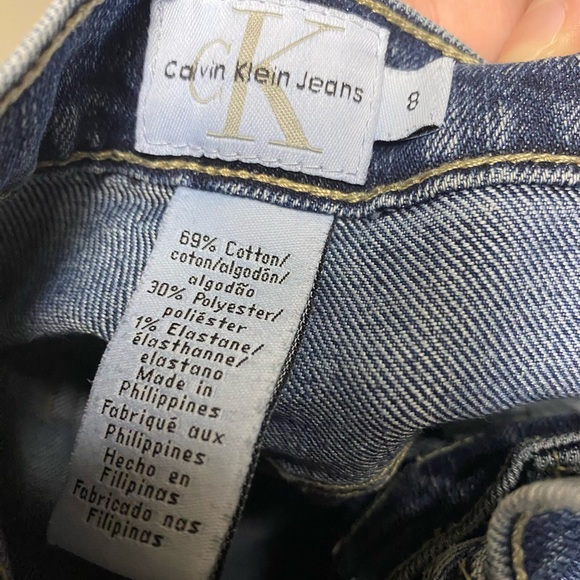 CK
Calvin Klein Jeans
8
69% Cotton/
coton/algodón/
algodão
30% Polyester/
poliéster
1% Elastane/
élasthanne/
elastano
Made in
Philippines
Fabriqué aux
Philippines
Hecho en
Filipinas
Fabricado nas
Filipinas